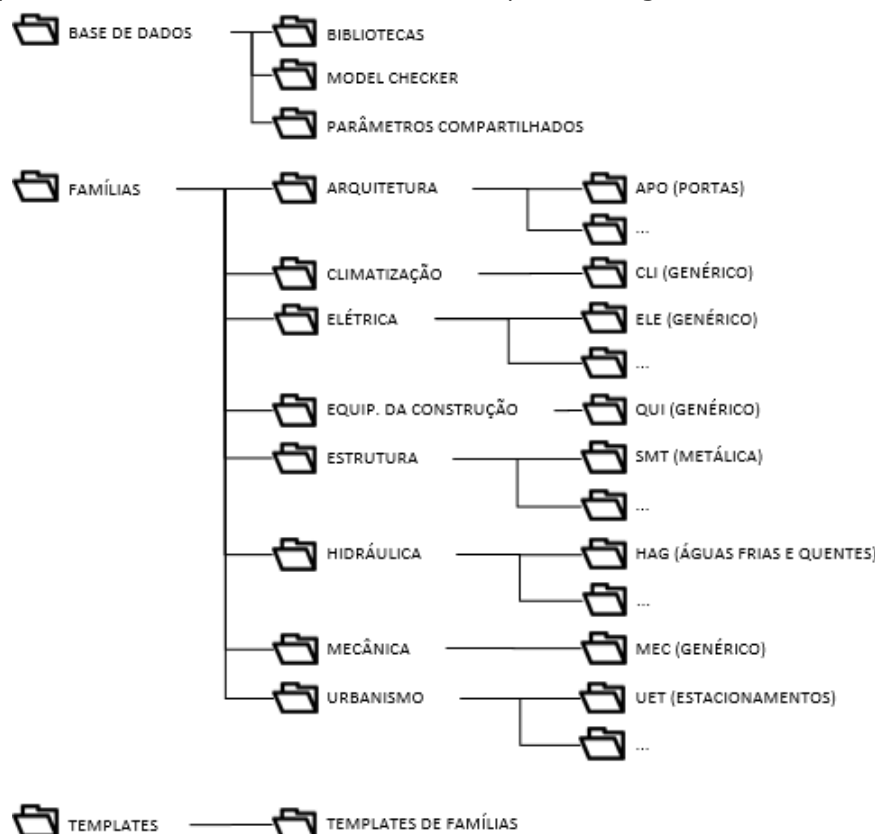 BASE DE DADOS
BIBLIOTECAS
MODEL CHECKER
PARÂMETROS COMPARTILHADOS
FAMÍLIAS
ARQUITETURA
APO (PORTAS)
...
CLIMATIZAÇÃO
CLI (GENÉRICO)
ELÉTRICA
ELE (GENÉRICO)
...
EQUIP. DA CONSTRUÇÃO
QUI (GENÉRICO)
ESTRUTURA
SMT (METÁLICA)
...
HIDRÁULICA
HAG (ÁGUAS FRIAS E QUENTES)
...
MECÂNICA
MEC (GENÉRICO)
URBANISMO
UET (ESTACIONAMENTOS)
...
TEMPLATES
TEMPLATES DE FAMÍLIAS